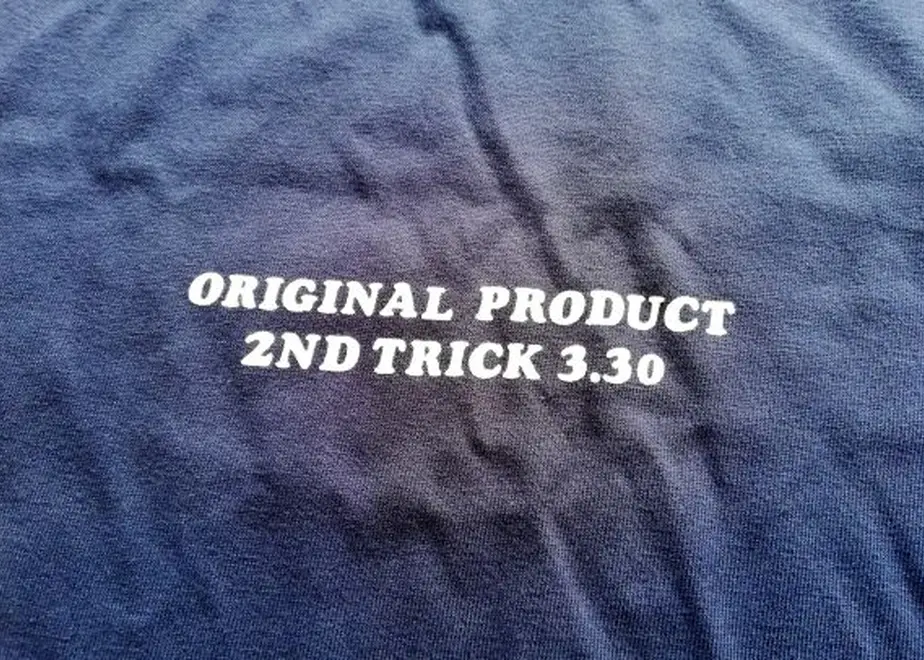 ORIGINAL PRODUCT
2ND TRICK 3.30